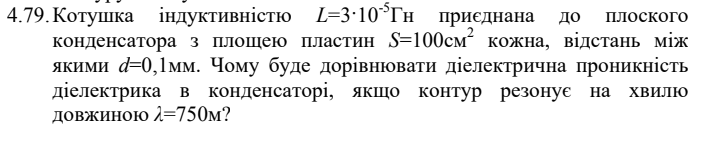 4.79. Котушка індуктивністю L=3·10⁻⁵Гн приєднана до плоского
конденсатора з площею пластин S=100см² кожна, відстань між
якими d=0,1мм. Чому буде дорівнювати діелектрична проникність
діелектрика в конденсаторі, якщо контур резонує на хвилю
довжиною λ=750м?